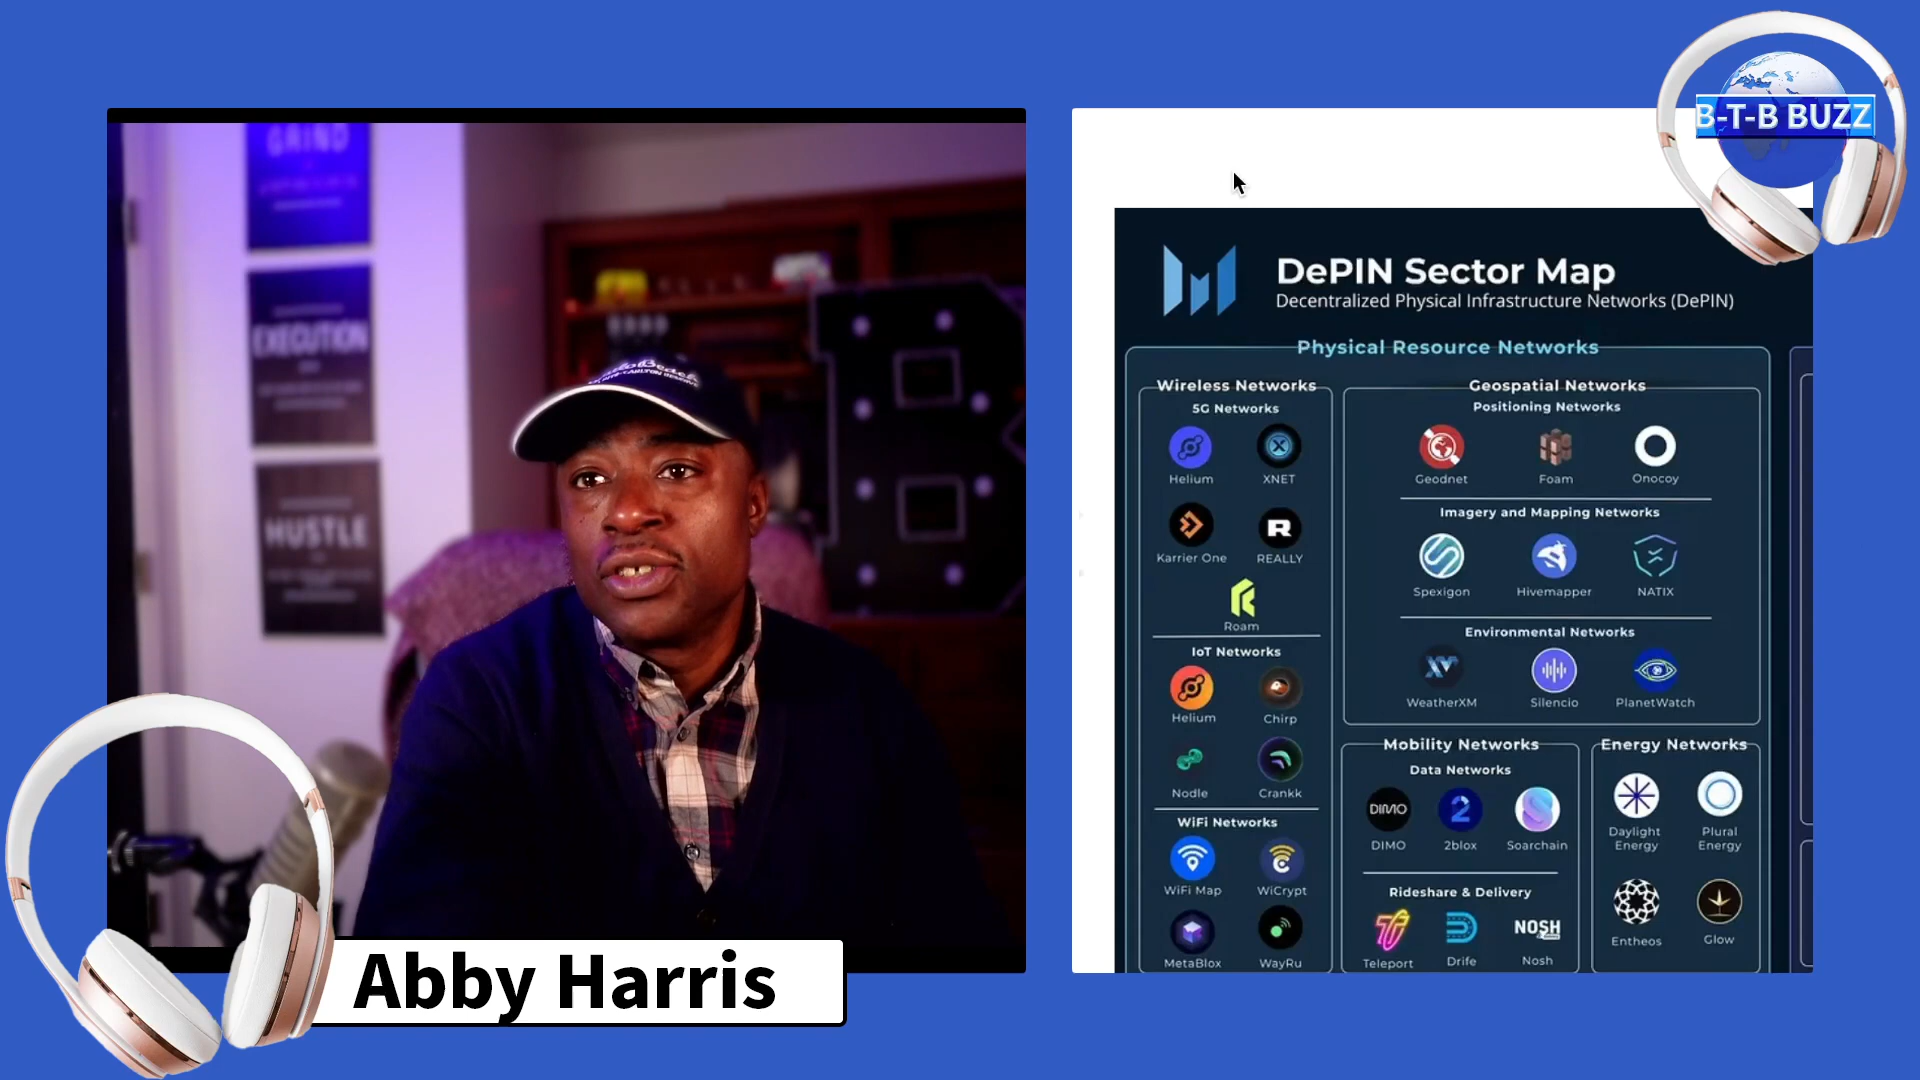 B-T-B BUZZ
GRIND
EXECUTION
HUSTLE
Abby Harris
DePIN Sector Map
Decentralized Physical Infrastructure Networks (DePIN)
Physical Resource Networks
Wireless Networks
5G Networks
Helium
XNET
Karrier One
R
REALLY
Roam
IoT Networks
Helium
Chirp
Nodle
Crankk
WiFi Networks
WiFi Map
WiCrypt
MetaBlox
WayRu
Geospatial Networks
Positioning Networks
Geodnet
Foam
Onocoy
Imagery and Mapping Networks
Spexigon
Hivemapper
NATIX
Environmental Networks
WeatherXM
Silencio
PlanetWatch
Mobility Networks
Data Networks
DIMO
DIMO
2
2blox
Soarchain
Rideshare & Delivery
Teleport
Drife
NOSH
Nosh
Energy Networks
Daylight
Energy
Plural
Energy
Entheos
Glow